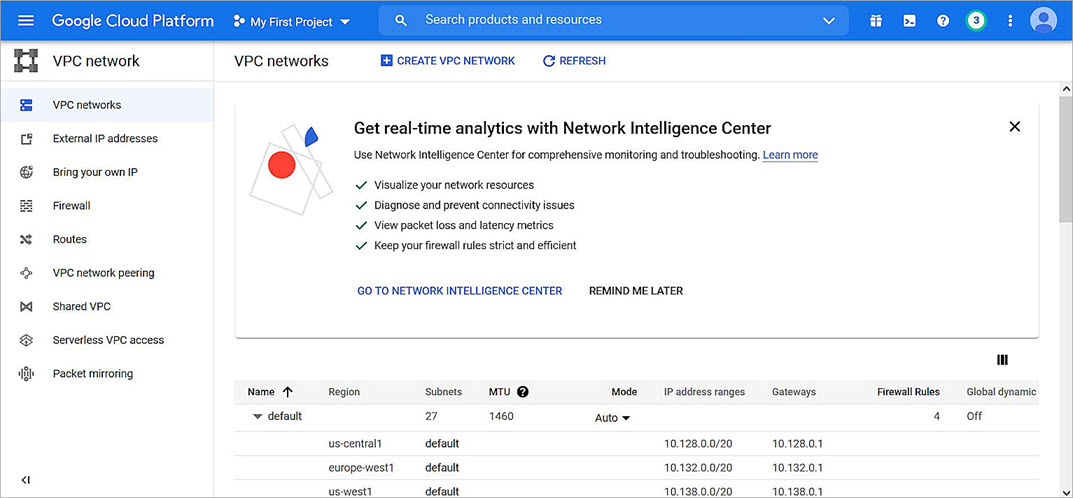 Google Cloud Platform My First Project Search products and resources 3
VPC network
VPC networks CREATE VPC NETWORK REFRESH
VPC networks
External IP addresses
Bring your own IP
Firewall
Routes
VPC network peering
Shared VPC
Serverless VPC access
Packet mirroring
Get real-time analytics with Network Intelligence Center
Use Network Intelligence Center for comprehensive monitoring and troubleshooting. Learn more
Visualize your network resources
Diagnose and prevent connectivity issues
View packet loss and latency metrics
Keep your firewall rules strict and efficient
GO TO NETWORK INTELLIGENCE CENTER REMIND ME LATER
Name Region Subnets MTU Mode IP address ranges Gateways Firewall Rules Global dynamic
default 27 1460 Auto 4 Off
us-central1 default 10.128.0.0/20 10.128.0.1
europe-west1 default 10.132.0.0/20 10.132.0.1
us-west1 default 10.138.0.0/20 10.138.0.1